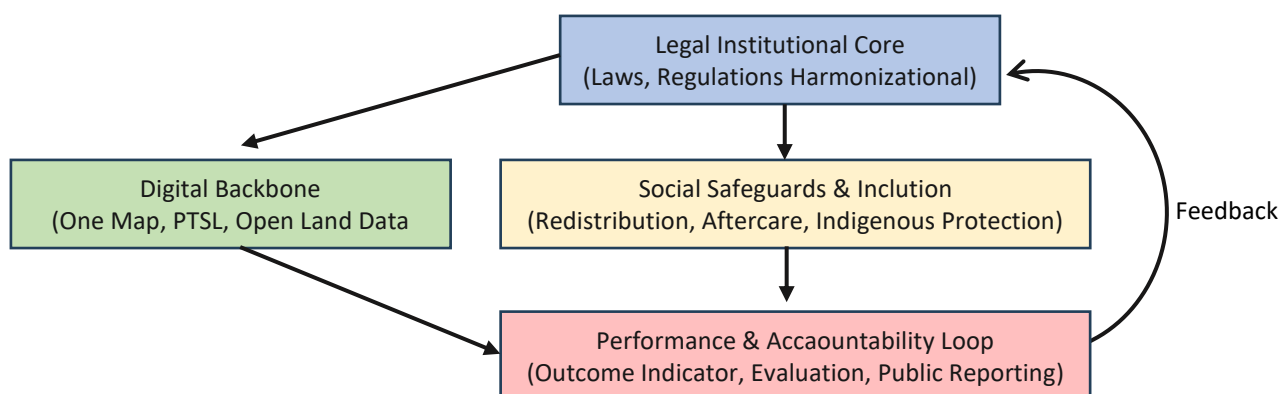 Legal Institutional Core
(Laws, Regulations Harmonizational)
Digital Backbone
(One Map, PTSL, Open Land Data
Social Safeguards & Inclution
(Redistribution, Aftercare, Indigenous Protection)
Feedback
Performance & Accaountability Loop
(Outcome Indicator, Evaluation, Public Reporting)